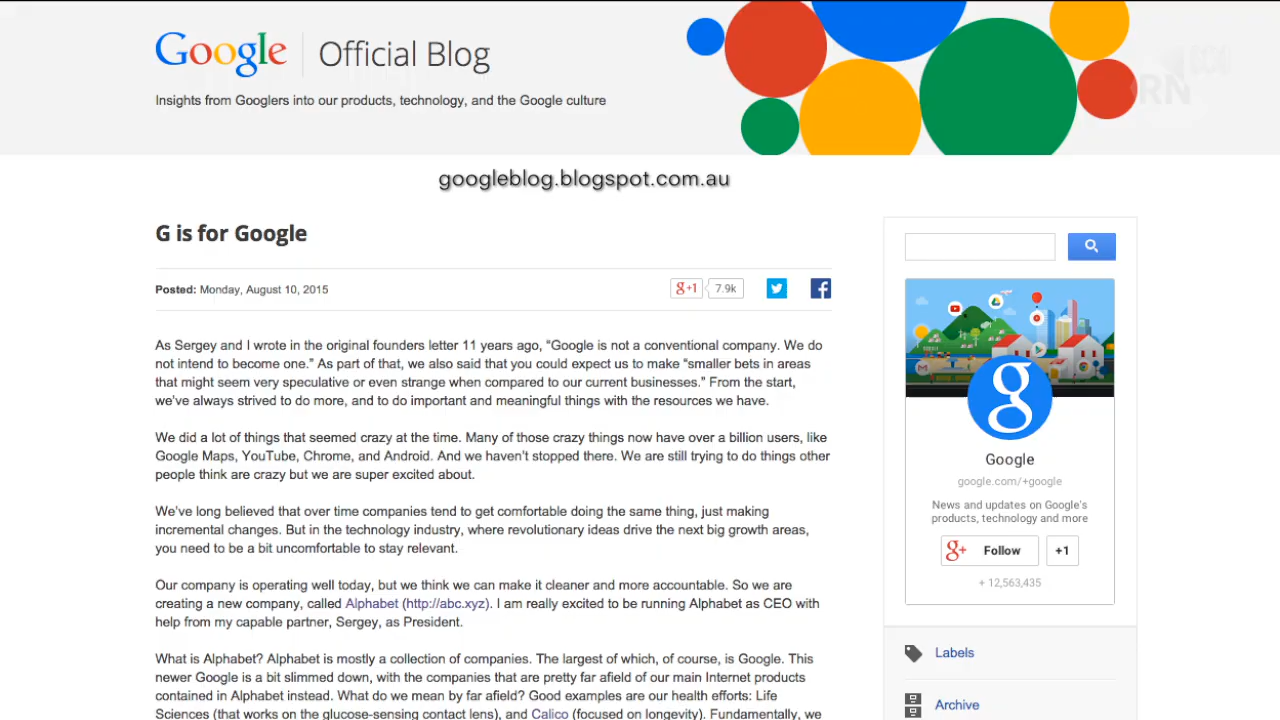 Google Official Blog
RN
Insights from Googlers into our products, technology, and the Google culture
googleblog.blogspot.com.au
G is for Google
Posted: Monday, August 10, 2015
g+1 7.9k
As Sergey and I wrote in the original founders letter 11 years ago, “Google is not a conventional company. We do
not intend to become one.” As part of that, we also said that you could expect us to make “smaller bets in areas
that might seem very speculative or even strange when compared to our current businesses.” From the start,
we’ve always strived to do more, and to do important and meaningful things with the resources we have.
We did a lot of things that seemed crazy at the time. Many of those crazy things now have over a billion users, like
Google Maps, YouTube, Chrome, and Android. And we haven’t stopped there. We are still trying to do things other
people think are crazy but we are super excited about.
We’ve long believed that over time companies tend to get comfortable doing the same thing, just making
incremental changes. But in the technology industry, where revolutionary ideas drive the next big growth areas,
you need to be a bit uncomfortable to stay relevant.
Our company is operating well today, but we think we can make it cleaner and more accountable. So we are
creating a new company, called Alphabet (http://abc.xyz). I am really excited to be running Alphabet as CEO with
help from my capable partner, Sergey, as President.
What is Alphabet? Alphabet is mostly a collection of companies. The largest of which, of course, is Google. This
newer Google is a bit slimmed down, with the companies that are pretty far afield of our main Internet products
contained in Alphabet instead. What do we mean by far afield? Good examples are our health efforts: Life
Sciences (that works on the glucose-sensing contact lens), and Calico (focused on longevity). Fundamentally, we
g
Google
google.com/+google
News and updates on Google's
products, technology and more
g+ Follow +1
+ 12,563,435
Labels
Archive